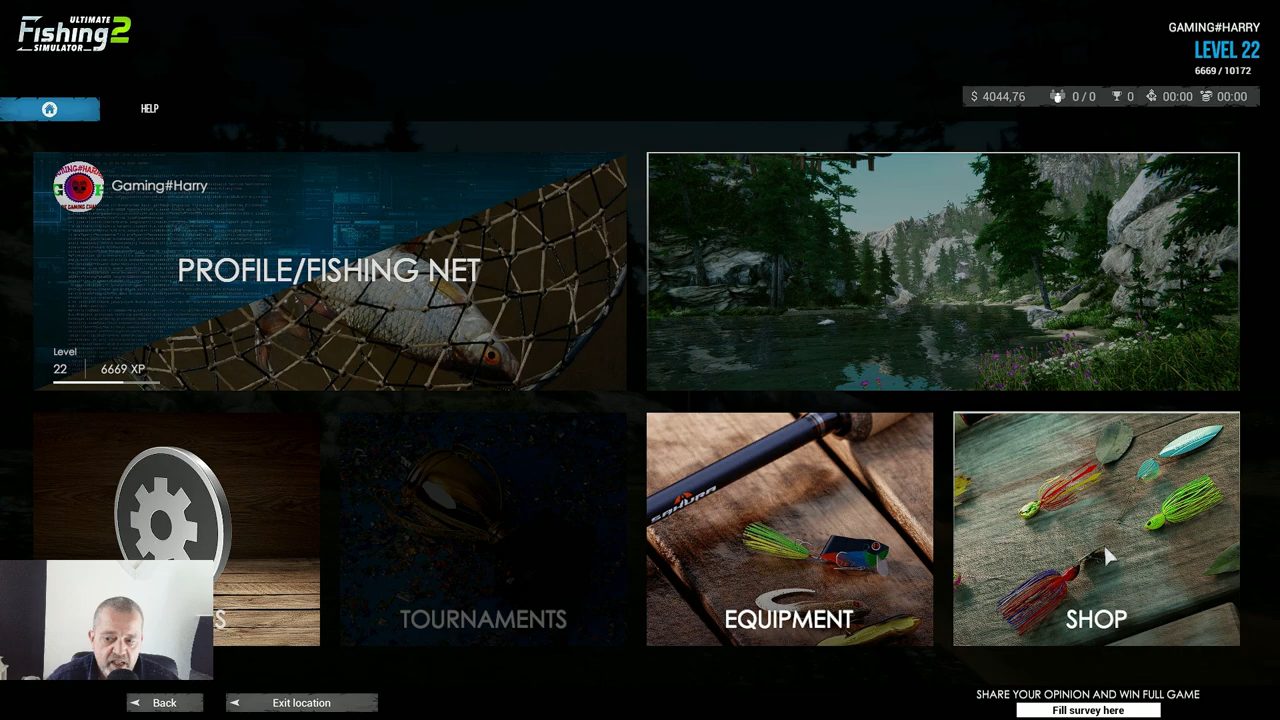 ULTIMATE
Fishing 2
SIMULATOR
GAMING#HARRY
LEVEL 22
6669 / 10172
HELP
$ 4044,76 0 / 0 0 00:00 00:00
Gaming#Harry
PROFILE/FISHING NET
Level
22 6669 XP
SAKURA
S
TOURNAMENTS
EQUIPMENT
SHOP
Back
Exit location
SHARE YOUR OPINION AND WIN FULL GAME
Fill survey here